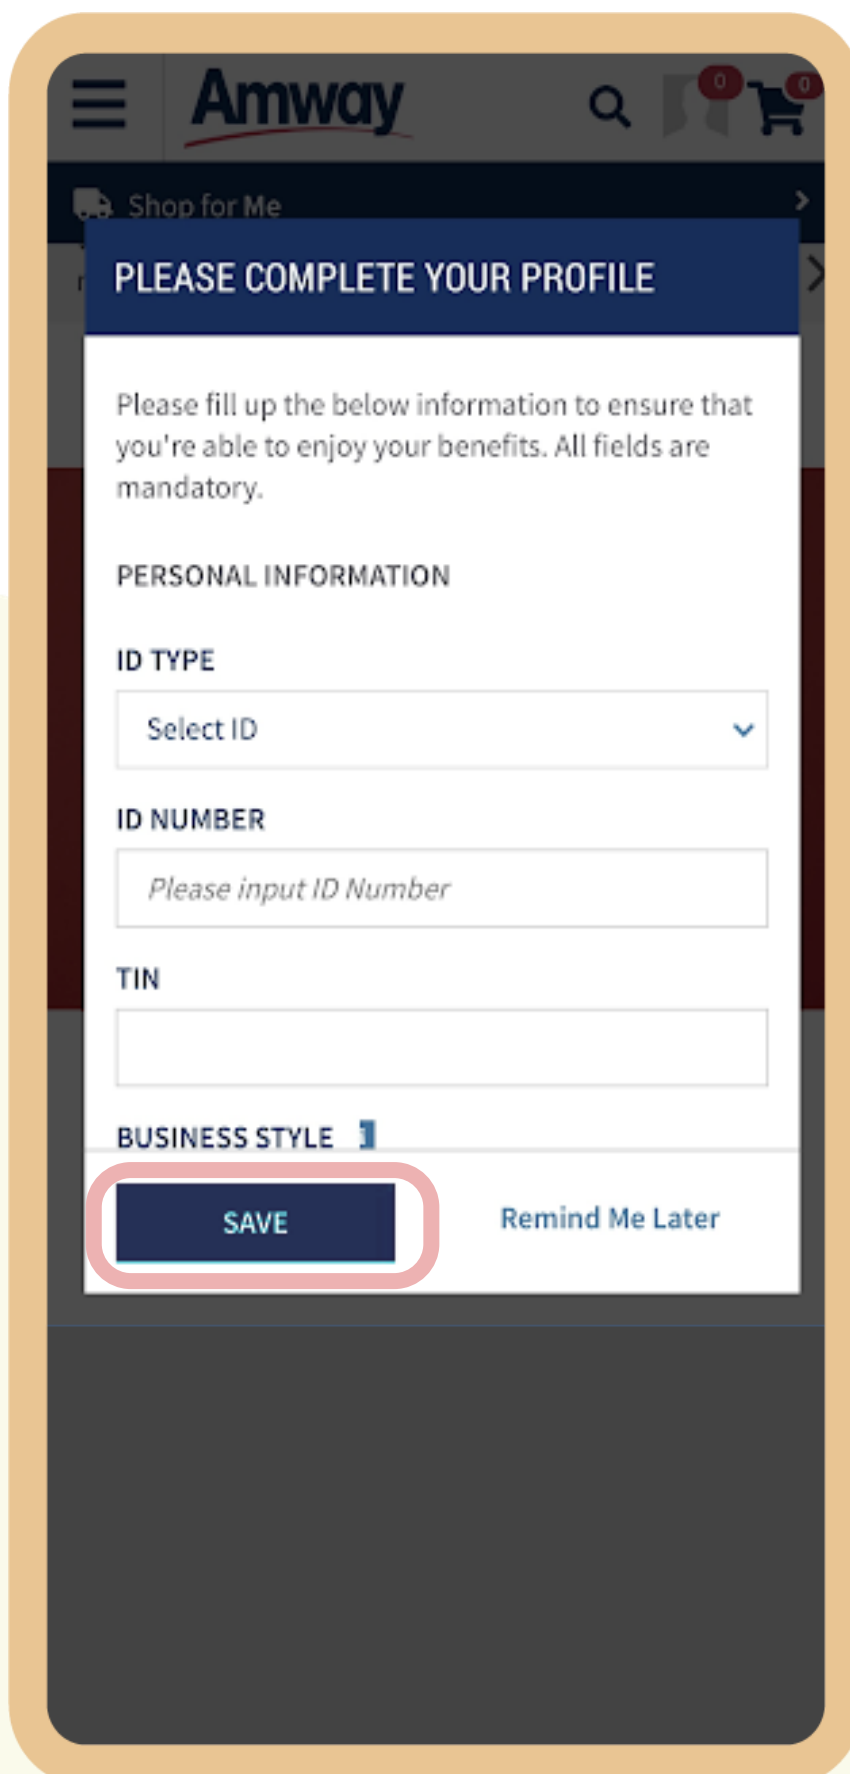 Amway
0
0
Shop for Me
PLEASE COMPLETE YOUR PROFILE
Please fill up the below information to ensure that
you're able to enjoy your benefits. All fields are
mandatory.
PERSONAL INFORMATION
ID TYPE
Select ID
ID NUMBER
Please input ID Number
TIN
BUSINESS STYLE
SAVE
Remind Me Later